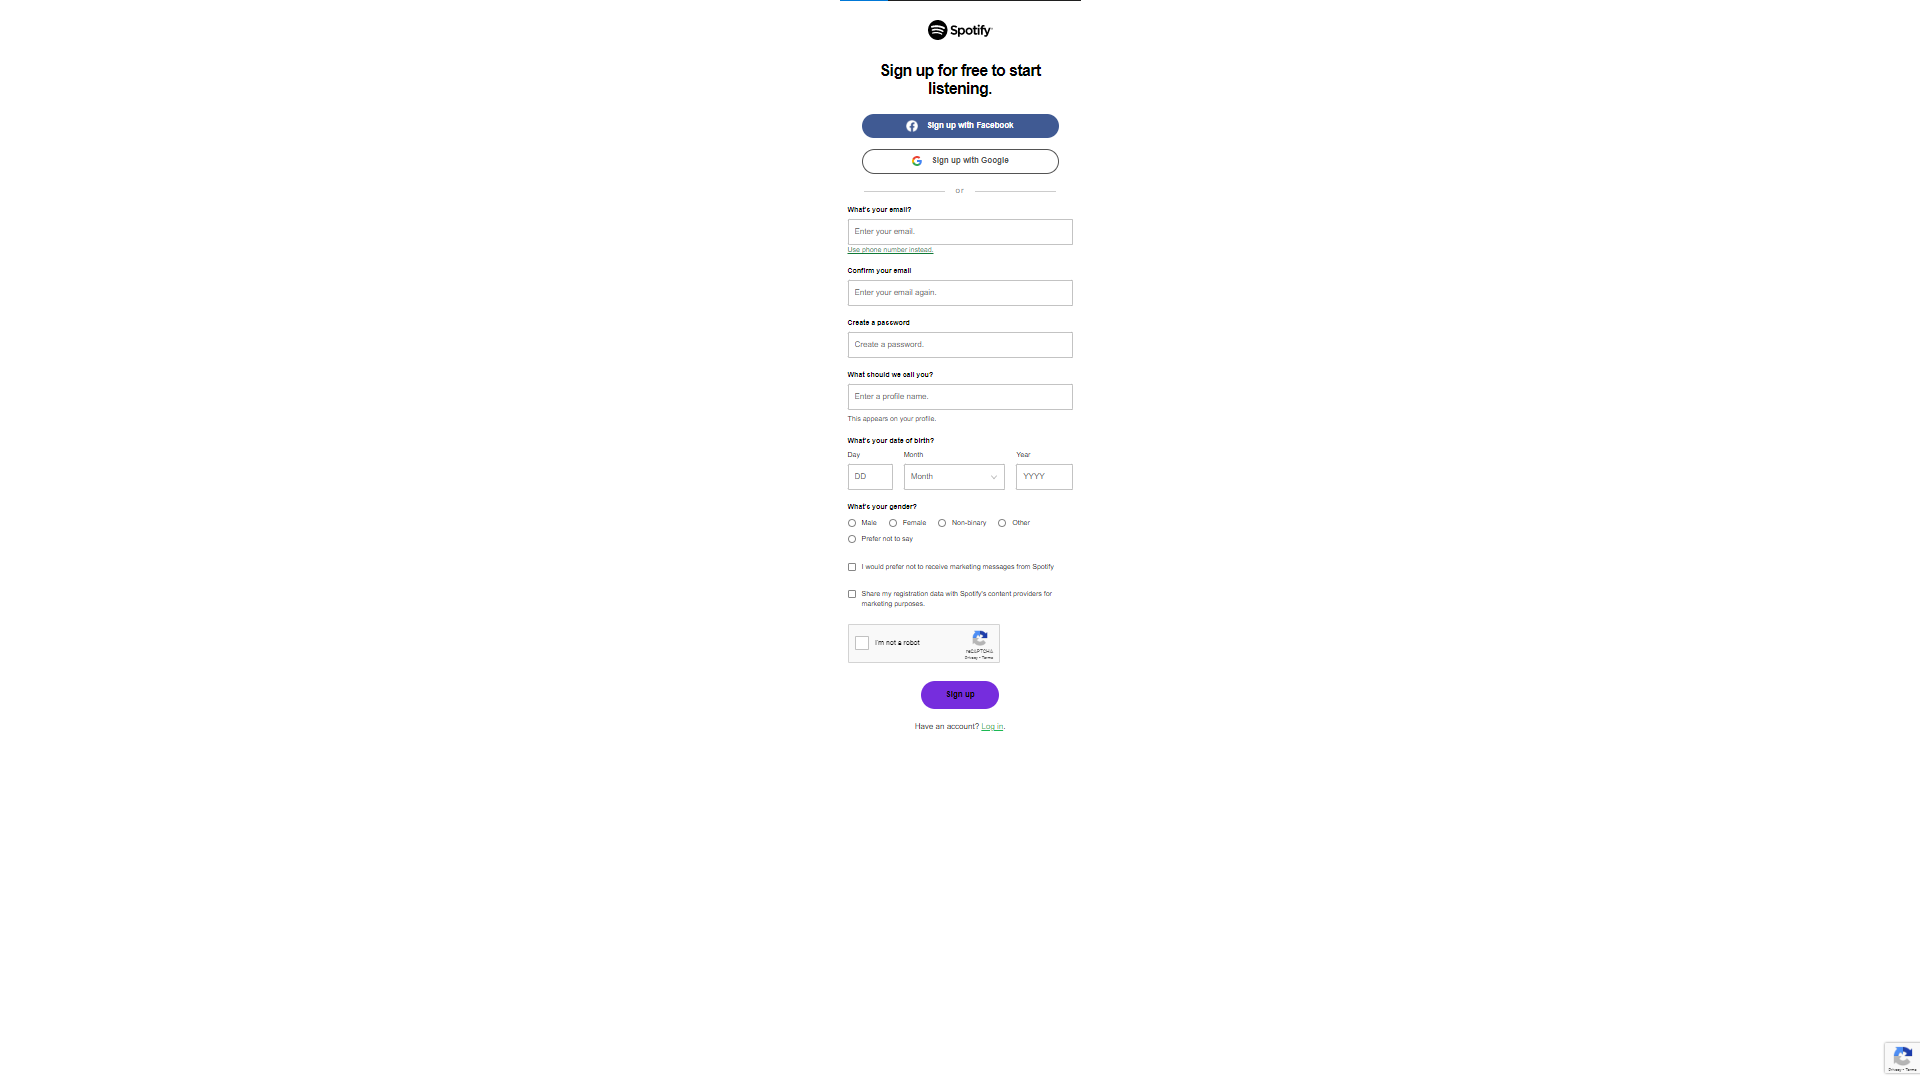 Spotify
Sign up for free to start
listening.
Sign up with Facebook
Sign up with Google
or
What's your email?
Enter your email.
Use phone number instead.
Confirm your email
Enter your email again.
Create a password
Create a password.
What should we call you?
Enter a profile name.
This appears on your profile.
What's your date of birth?
Day Month Year
DD Month YYYY
What's your gender?
Male Female Non-binary Other
Prefer not to say
I would prefer not to receive marketing messages from Spotify
Share my registration data with Spotify's content providers for
marketing purposes.
I'm not a robot
reCAPTCHA
Privacy - Terms
Sign up
Have an account? Log in.
Privacy - Terms